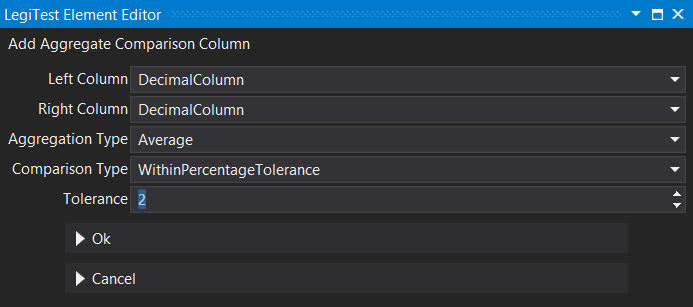 LegiTest Element Editor
Add Aggregate Comparison Column
Left Column DecimalColumn
Right Column DecimalColumn
Aggregation Type Average
Comparison Type WithinPercentageTolerance
Tolerance 2
Ok
Cancel